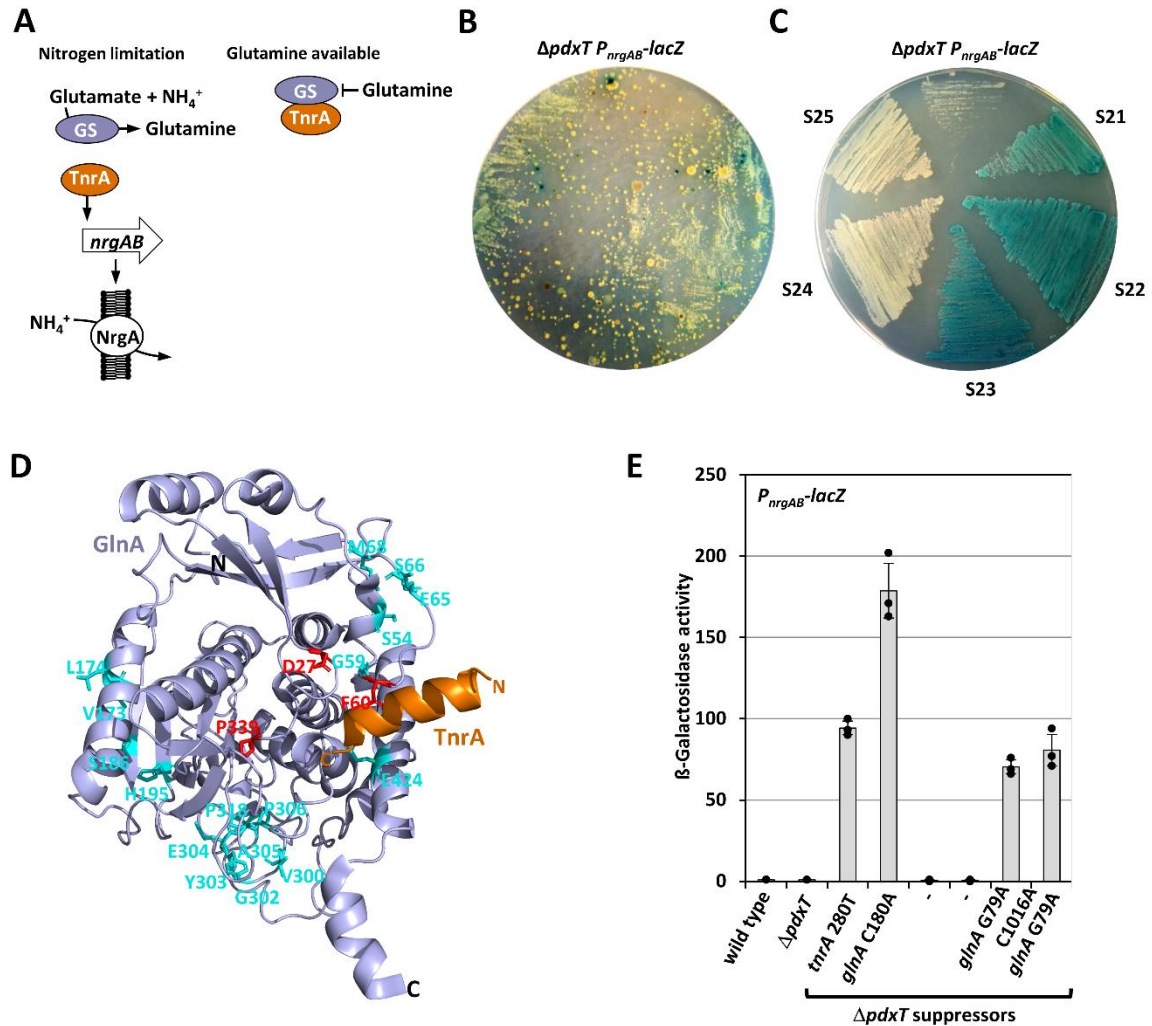 A
Nitrogen limitation
Glutamate + NH₄⁺
GS
Glutamine
TnrA
nrgAB
NH₄⁺
NrgA
Glutamine available
GS
Glutamine
TnrA
B
ΔpdxT PnrgAB-lacZ
C
ΔpdxT PnrgAB-lacZ
S25
S21
S24
S22
S23
D
GlnA
N
M68
S66
E65
S54
D27
G59
L174
F60
N
V173
P339
TnrA
C
S186
E424
H195
P318
P306
E304
A305
V300
Y303
G302
C
E
ß-Galactosidase activity
250
200
150
100
50
0
PnrgAB-lacZ
wild type
ΔpdxT
tnrA 280T
glnA C180A
-
-
glnA G79A
C1016A
glnA G79A
ΔpdxT suppressors